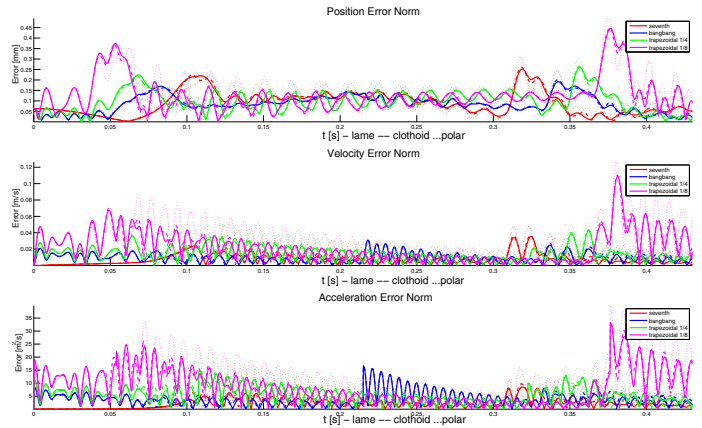 Position Error Norm
Error [mm]
0.45
0.4
0.35
0.3
0.25
0.2
0.15
0.1
0.05
seventh
bangbang
trapezoidal 1/4
trapezoidal 1/8
0 0.05 0.1 0.15 0.2 0.25 0.3 0.35 0.4
t [s] – lame –– clothoid ...polar
Velocity Error Norm
Error [m/s]
0.12
0.1
0.08
0.06
0.04
0.02
seventh
bangbang
trapezoidal 1/4
trapezoidal 1/8
0 0.05 0.1 0.15 0.2 0.25 0.3 0.35 0.4
t [s] – lame –– clothoid ...polar
Acceleration Error Norm
Error [m/s²]
35
30
25
20
15
10
5
seventh
bangbang
trapezoidal 1/4
trapezoidal 1/8
0 0.05 0.1 0.15 0.2 0.25 0.3 0.35 0.4
t [s] – lame –– clothoid ...polar